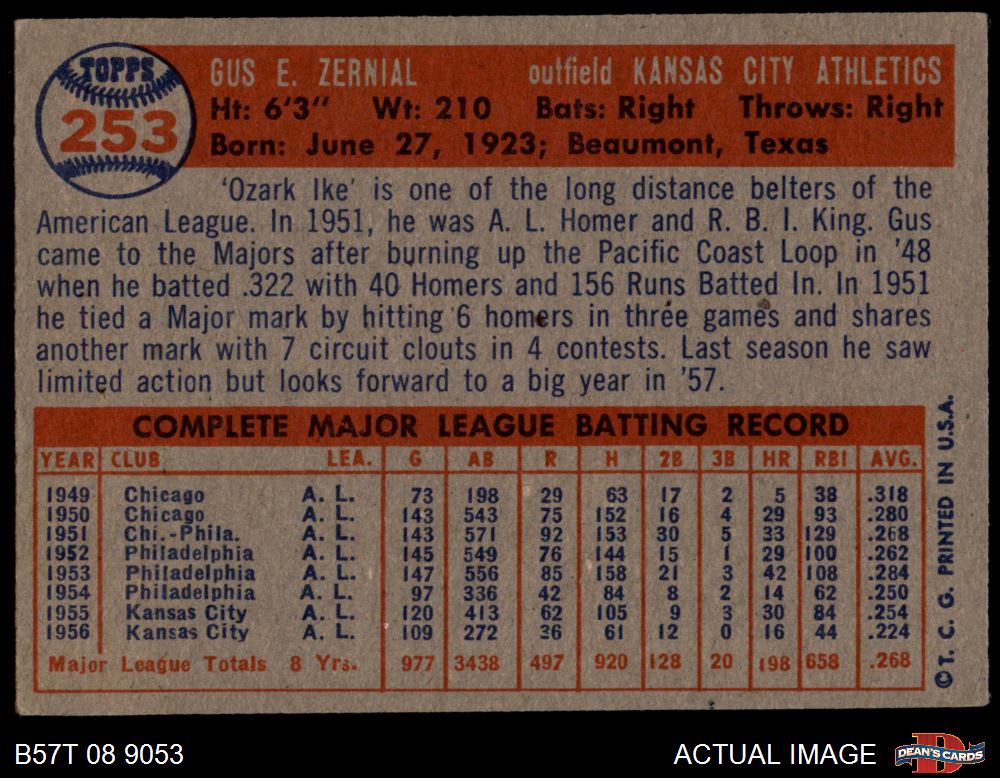 TOPPS
253
GUS E. ZERNIAL outfield KANSAS CITY ATHLETICS
Ht: 6'3" Wt: 210 Bats: Right Throws: Right
Born: June 27, 1923; Beaumont, Texas
'Ozark Ike' is one of the long distance belters of the
American League. In 1951, he was A. L. Homer and R. B. I. King. Gus
came to the Majors after burning up the Pacific Coast Loop in '48
when he batted .322 with 40 Homers and 156 Runs Batted In. In 1951
he tied a Major mark by hitting 6 homers in three games and shares
another mark with 7 circuit clouts in 4 contests. Last season he saw
limited action but looks forward to a big year in '57.
COMPLETE MAJOR LEAGUE BATTING RECORD
YEAR CLUB LEA. G AB R H 2B 3B HR RBI AVG.
1949 Chicago A. L. 73 198 29 63 17 2 5 38 .318
1950 Chicago A. L. 143 543 75 152 16 4 29 93 .280
1951 Chi.-Phila. A. L. 143 571 92 153 30 5 33 129 .268
1952 Philadelphia A. L. 145 549 76 144 15 1 29 100 .262
1953 Philadelphia A. L. 147 556 85 158 21 3 42 108 .284
1954 Philadelphia A. L. 97 336 42 84 8 2 14 62 .250
1955 Kansas City A. L. 120 413 62 105 9 3 30 84 .254
1956 Kansas City A. L. 109 272 36 61 12 0 16 44 .224
Major League Totals 8 Yrs. 977 3438 497 920 128 20 198 658 .268
©T. C. G. PRINTED IN U.S.A.
B57T 08 9053
ACTUAL IMAGE
DEAN'S CARDS